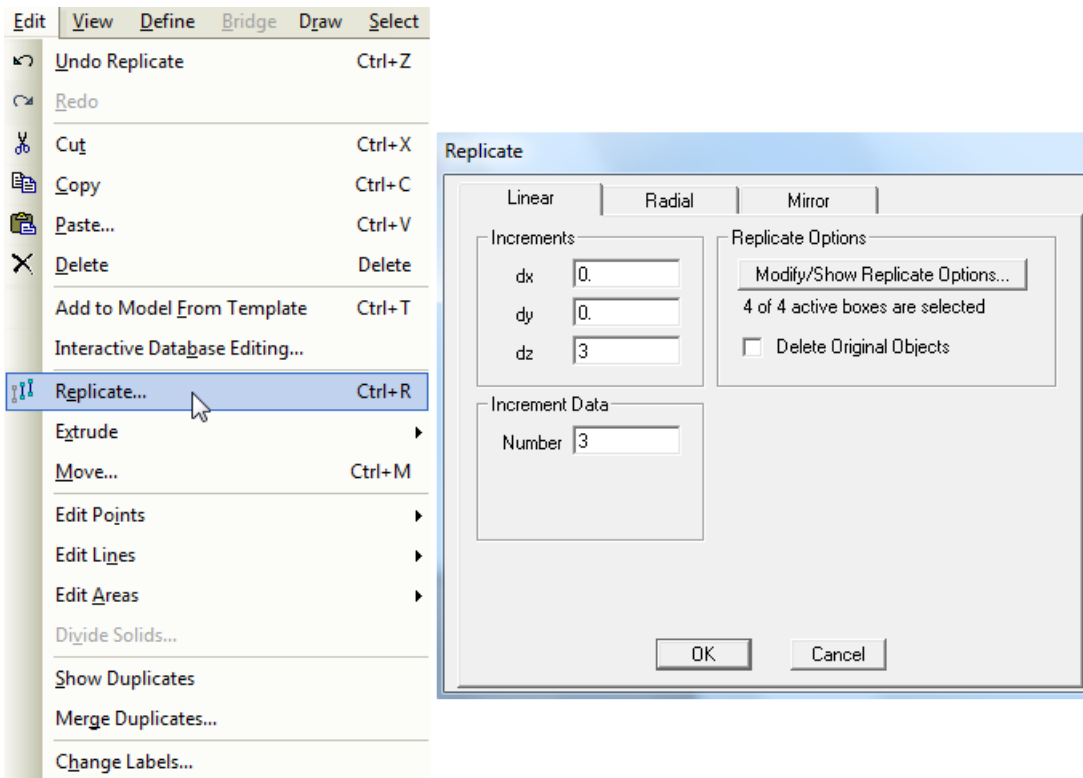 Edit View Define Bridge Draw Select
Undo Replicate Ctrl+Z
Redo
Cut Ctrl+X
Copy Ctrl+C
Paste... Ctrl+V
Delete Delete
Add to Model From Template Ctrl+T
Interactive Database Editing...
Replicate... Ctrl+R
Extrude
Move... Ctrl+M
Edit Points
Edit Lines
Edit Areas
Divide Solids...
Show Duplicates
Merge Duplicates...
Change Labels...
Replicate
Linear Radial Mirror
Increments
dx 0.
dy 0.
dz 3
Increment Data
Number 3
Replicate Options
Modify/Show Replicate Options...
4 of 4 active boxes are selected
Delete Original Objects
OK Cancel